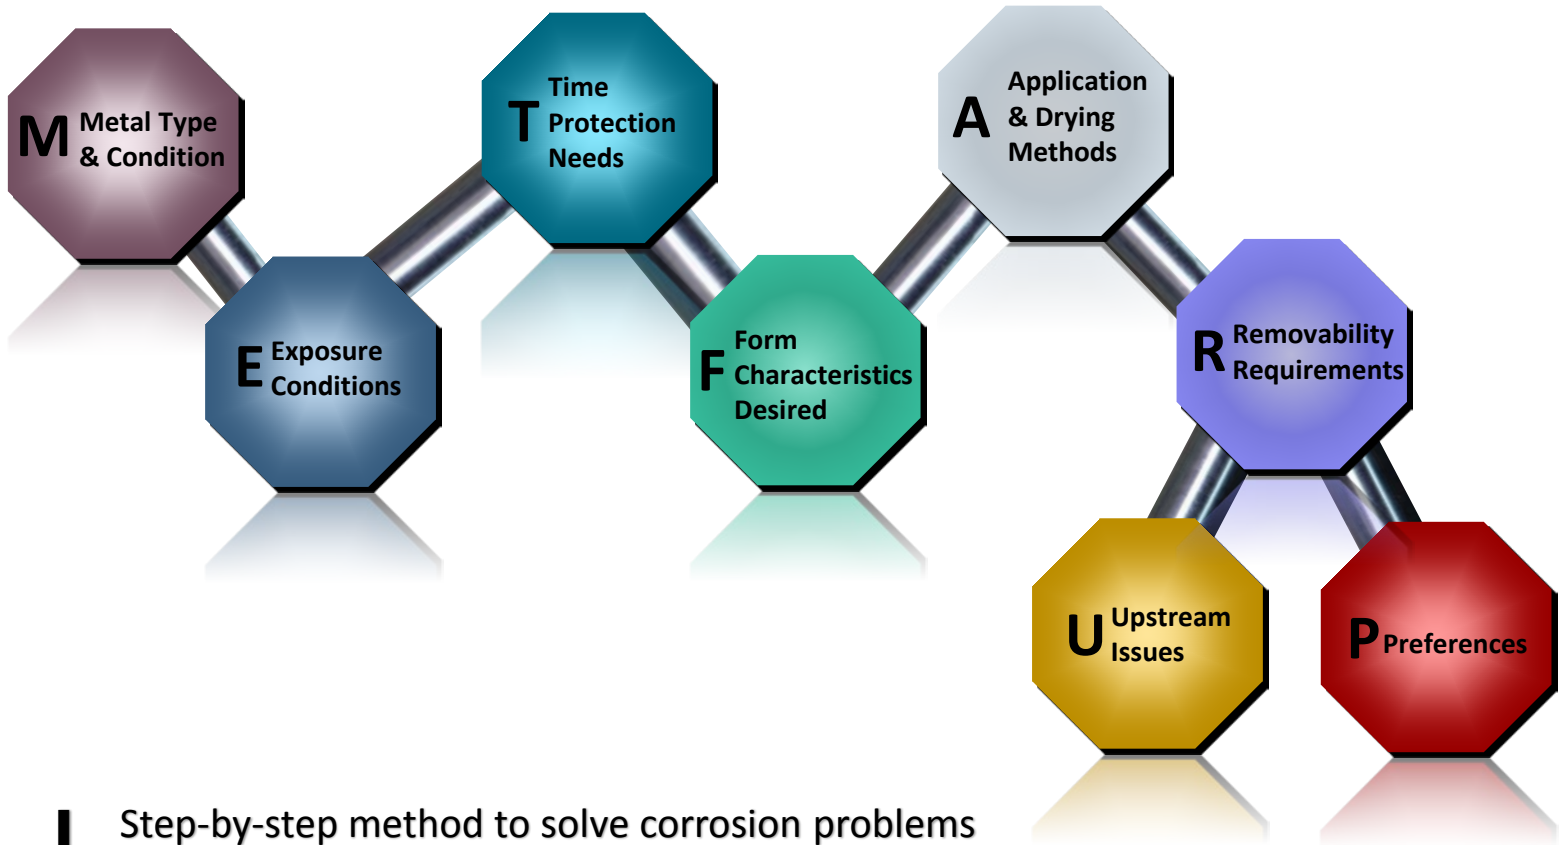 M Metal Type
& Condition
E Exposure
Conditions
T Time
Protection
Needs
F Form
Characteristics
Desired
A Application
& Drying
Methods
R Removability
Requirements
U Upstream
Issues
P Preferences
Step-by-step method to solve corrosion problems